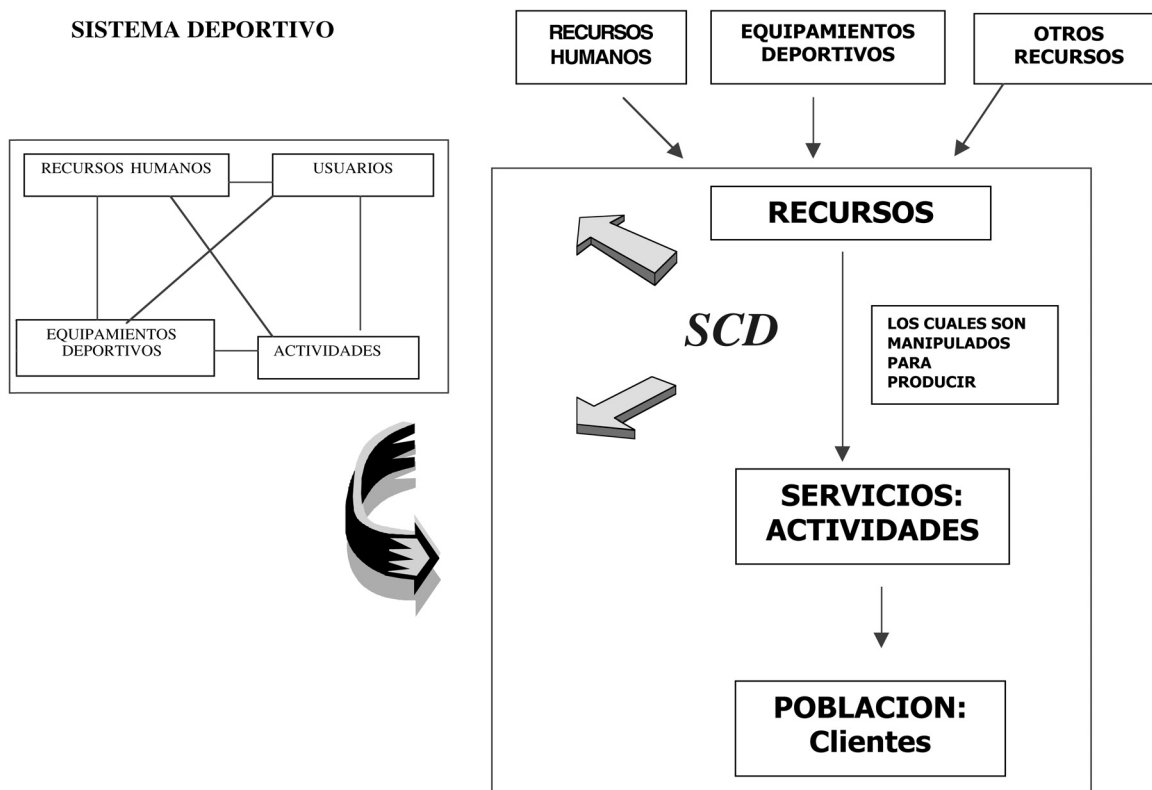 SISTEMA DEPORTIVO
RECURSOS HUMANOS
USUARIOS
EQUIPAMIENTOS
DEPORTIVOS
ACTIVIDADES
RECURSOS
HUMANOS
EQUIPAMIENTOS
DEPORTIVOS
OTROS
RECURSOS
RECURSOS
SCD
LOS CUALES SON
MANIPULADOS
PARA
PRODUCIR
SERVICIOS:
ACTIVIDADES
POBLACION:
Clientes